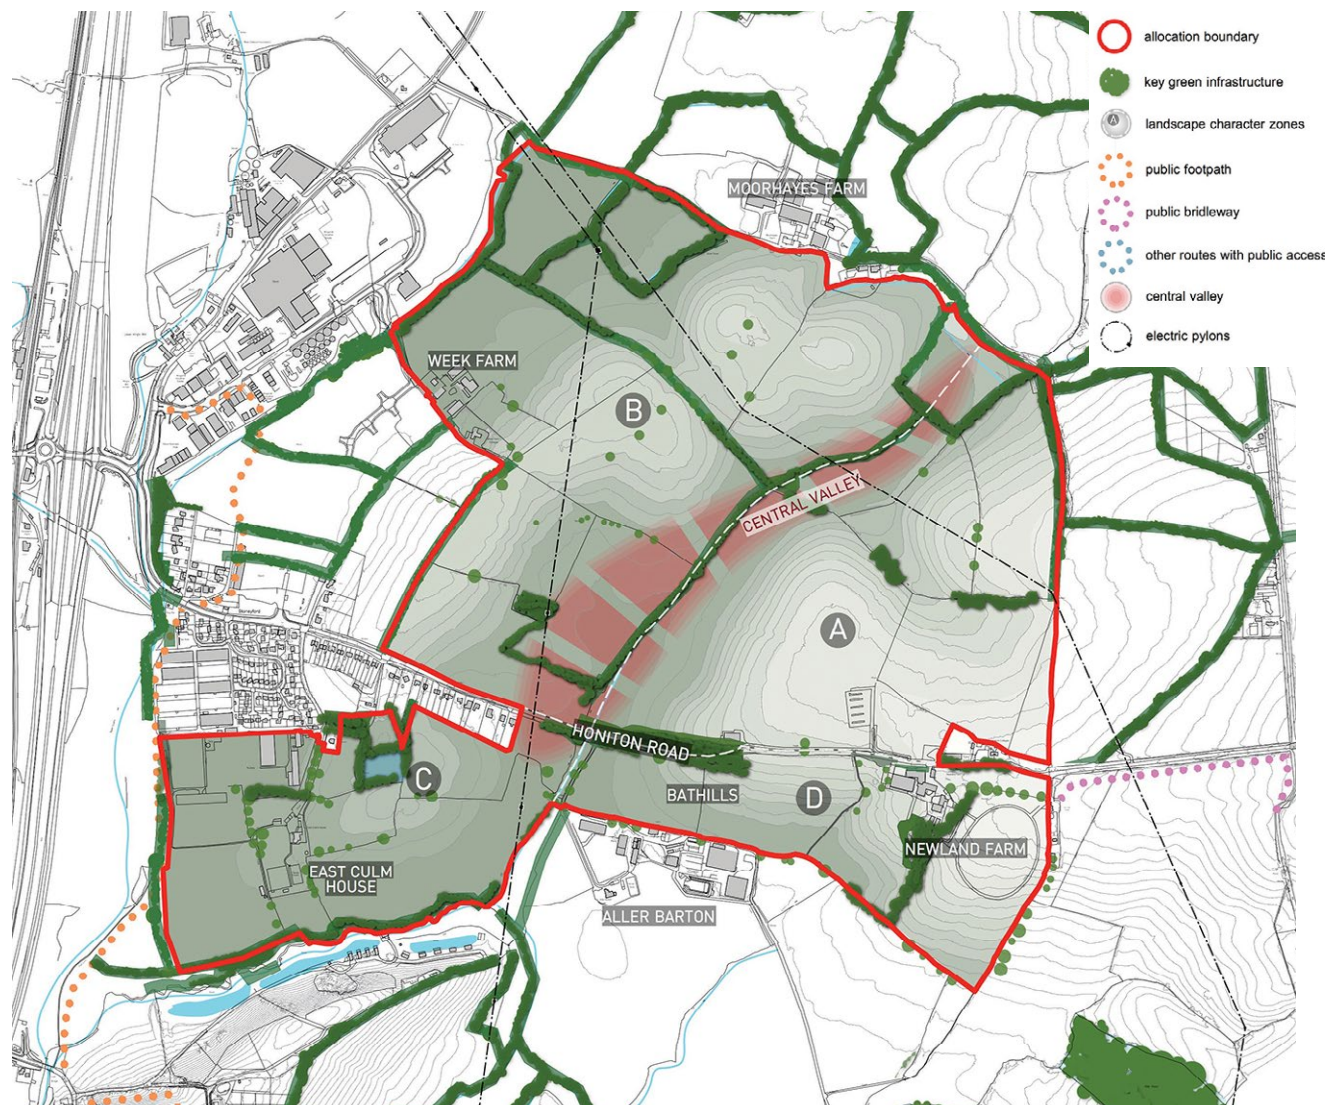 allocation boundary
key green infrastructure
A
landscape character zones
public footpath
public bridleway
other routes with public access
central valley
electric pylons
MOORHAYES FARM
WEEK FARM
B
CENTRAL VALLEY
A
HONITON ROAD
C
BATHILLS
D
NEWLAND FARM
EAST CULM
HOUSE
ALLER BARTON